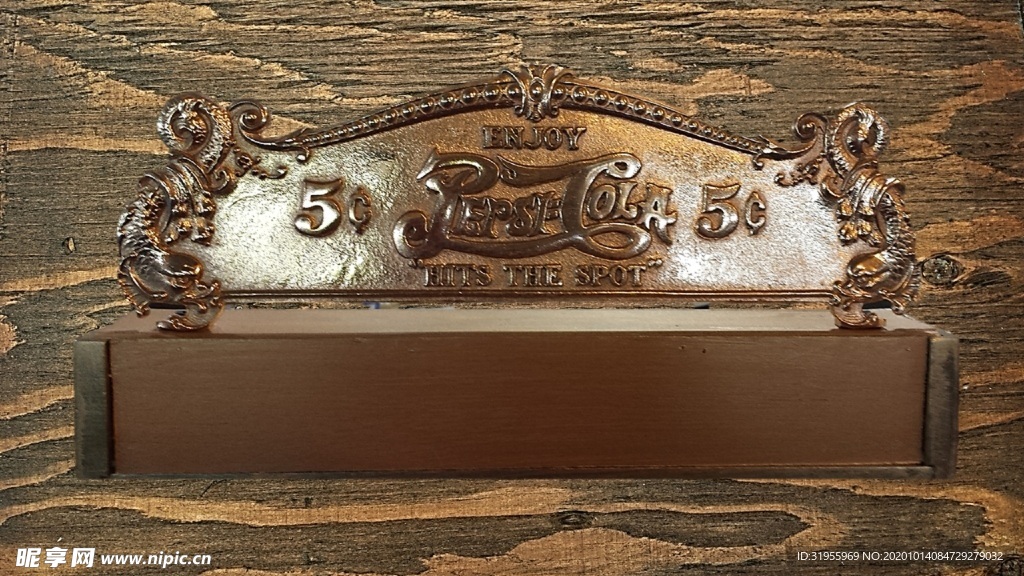 ENJOY
5¢ PEPSI-COLA 5¢
"HITS THE SPOT"
昵享网 www.nipic.cn
ID:31955969 NO:20201014084729279032